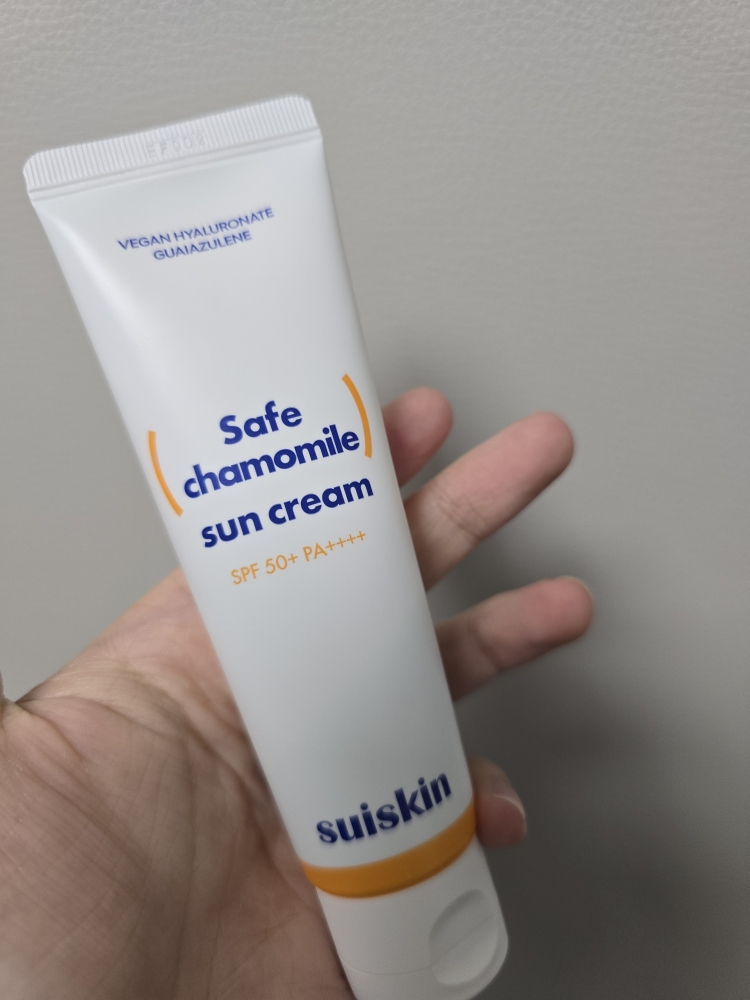 VEGAN HYALURONATE
GUAIAZULENE
Safe
(chamomile)
sun cream
SPF 50+ PA++++
suiskin